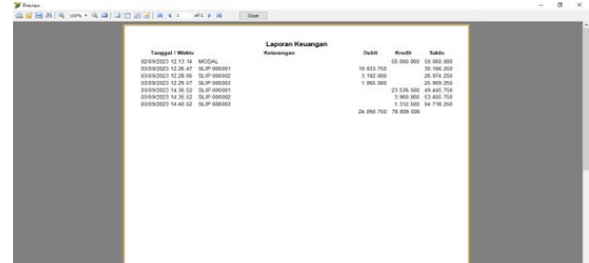 Preview
100%
1
of 1
Close
Laporan Keuangan
Tanggal / Waktu Keterangan Debit Kredit Saldo
02/09/2023 12.13.14 MODAL 50.000.000 50.000.000
03/09/2023 12.26.47 SLIP 000001 19.833.750 30.166.250
03/09/2023 12.28.06 SLIP 000002 3.192.000 26.974.250
03/09/2023 12.29.57 SLIP 000003 1.065.000 25.909.250
03/09/2023 14.30.52 SLIP 000001 23.536.500 49.445.750
03/09/2023 14.35.52 SLIP 000002 3.960.000 53.405.750
03/09/2023 14.40.52 SLIP 000003 1.312.500 54.718.250
24.090.750 78.809.000